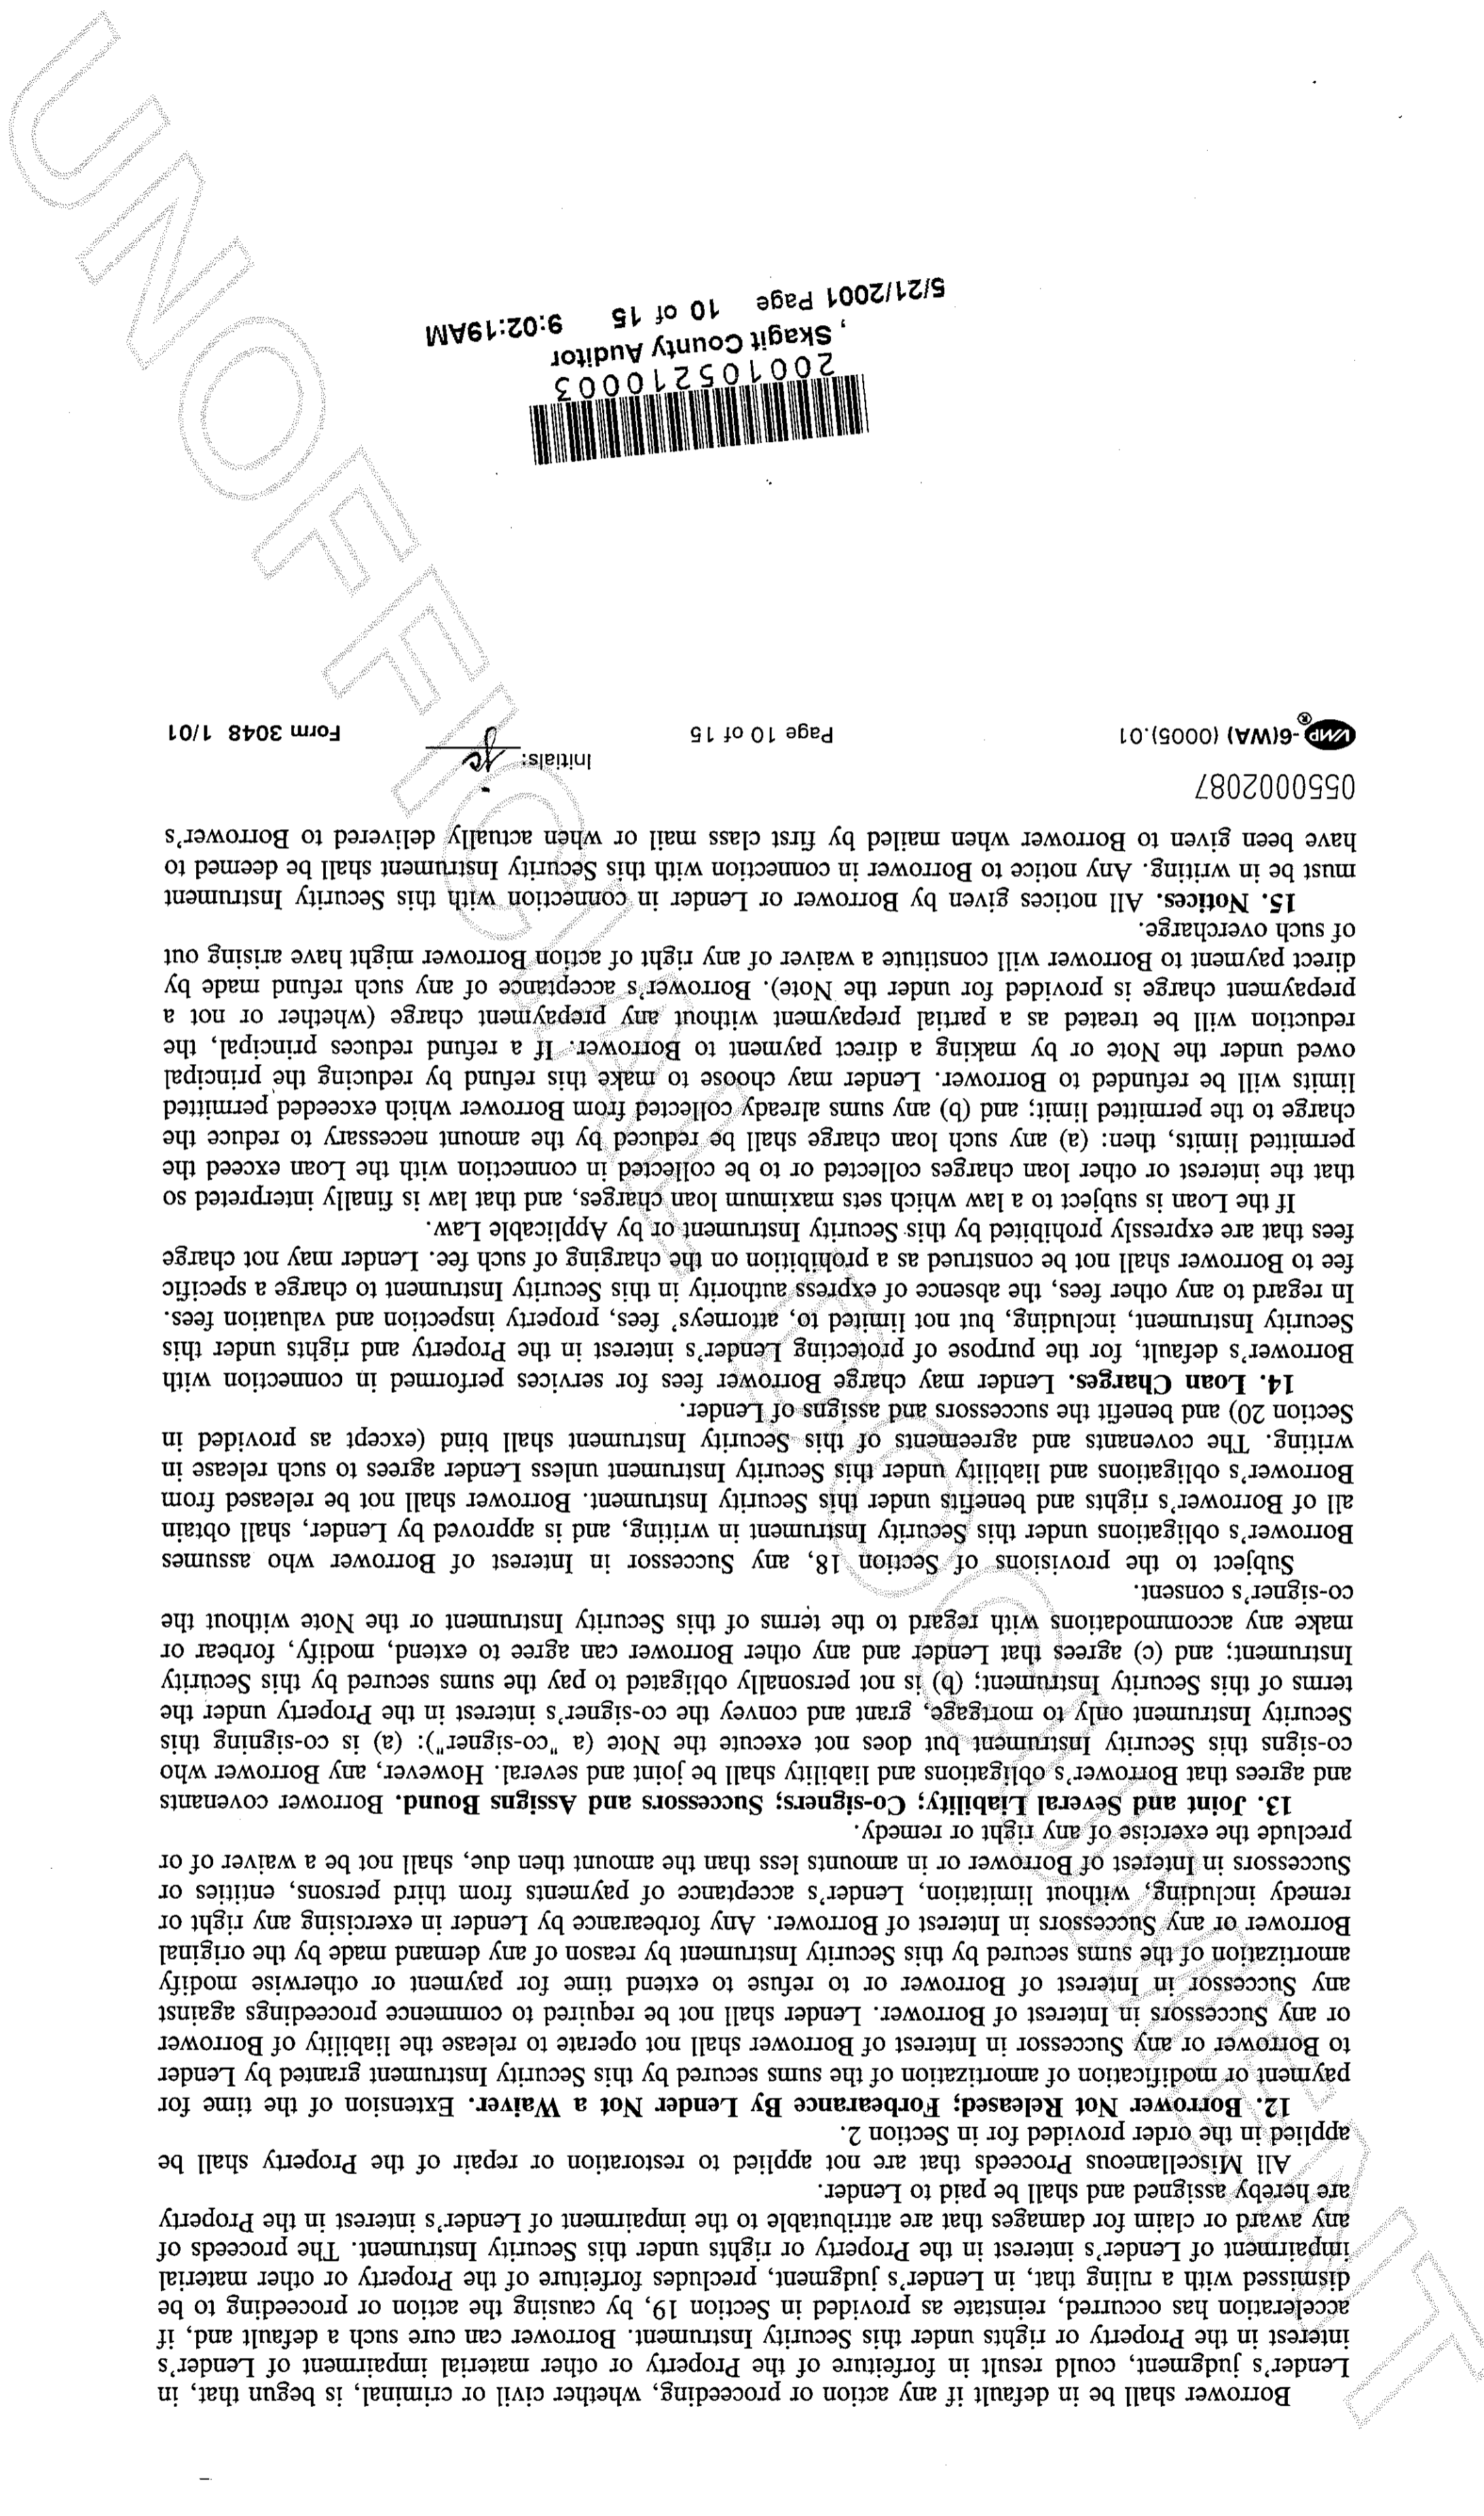 Borrower shall be in default if any action or proceeding, whether civil or criminal, is begun that, in
Lender's judgment, could result in forfeiture of the Property or other material impairment of Lender's
interest in the Property or rights under this Security Instrument. Borrower can cure such a default and, if
acceleration has occurred, reinstate as provided in Section 19, by causing the action or proceeding to be
dismissed with a ruling that, in Lender's judgment, precludes forfeiture of the Property or other material
impairment of Lender's interest in the Property or rights under this Security Instrument. The proceeds of
any award or claim for damages that are attributable to the impairment of Lender's interest in the Property
are hereby assigned and shall be paid to Lender.
All Miscellaneous Proceeds that are not applied to restoration or repair of the Property shall be
applied in the order provided for in Section 2.
12. Borrower Not Released; Forbearance By Lender Not a Waiver. Extension of the time for
payment or modification of amortization of the sums secured by this Security Instrument granted by Lender
to Borrower or any Successor in Interest of Borrower shall not operate to release the liability of Borrower
or any Successors in Interest of Borrower. Lender shall not be required to commence proceedings against
any Successor in Interest of Borrower or to refuse to extend time for payment or otherwise modify
amortization of the sums secured by this Security Instrument by reason of any demand made by the original
Borrower or any Successors in Interest of Borrower. Any forbearance by Lender in exercising any right or
remedy including, without limitation, Lender's acceptance of payments from third persons, entities or
Successors in Interest of Borrower or in amounts less than the amount then due, shall not be a waiver of or
preclude the exercise of any right or remedy.
13. Joint and Several Liability; Co-signers; Successors and Assigns Bound. Borrower covenants
and agrees that Borrower's obligations and liability shall be joint and several. However, any Borrower who
co-signs this Security Instrument but does not execute the Note (a "co-signer"): (a) is co-signing this
Security Instrument only to mortgage, grant and convey the co-signer's interest in the Property under the
terms of this Security Instrument; (b) is not personally obligated to pay the sums secured by this Security
Instrument; and (c) agrees that Lender and any other Borrower can agree to extend, modify, forbear or
make any accommodations with regard to the terms of this Security Instrument or the Note without the
co-signer's consent.
Subject to the provisions of Section 18, any Successor in Interest of Borrower who assumes
Borrower's obligations under this Security Instrument in writing, and is approved by Lender, shall obtain
all of Borrower's rights and benefits under this Security Instrument. Borrower shall not be released from
Borrower's obligations and liability under this Security Instrument unless Lender agrees to such release in
writing. The covenants and agreements of this Security Instrument shall bind (except as provided in
Section 20) and benefit the successors and assigns of Lender.
14. Loan Charges. Lender may charge Borrower fees for services performed in connection with
Borrower's default, for the purpose of protecting Lender's interest in the Property and rights under this
Security Instrument, including, but not limited to, attorneys' fees, property inspection and valuation fees.
In regard to any other fees, the absence of express authority in this Security Instrument to charge a specific
fee to Borrower shall not be construed as a prohibition on the charging of such fee. Lender may not charge
fees that are expressly prohibited by this Security Instrument or by Applicable Law.
If the Loan is subject to a law which sets maximum loan charges, and that law is finally interpreted so
that the interest or other loan charges collected or to be collected in connection with the Loan exceed the
permitted limits, then: (a) any such loan charge shall be reduced by the amount necessary to reduce the
charge to the permitted limit; and (b) any sums already collected from Borrower which exceeded permitted
limits will be refunded to Borrower. Lender may choose to make this refund by reducing the principal
owed under the Note or by making a direct payment to Borrower. If a refund reduces principal, the
reduction will be treated as a partial prepayment without any prepayment charge (whether or not a
prepayment charge is provided for under the Note). Borrower's acceptance of any such refund made by
direct payment to Borrower will constitute a waiver of any right of action Borrower might have arising out
of such overcharge.
15. Notices. All notices given by Borrower or Lender in connection with this Security Instrument
must be in writing. Any notice to Borrower in connection with this Security Instrument shall be deemed to
have been given to Borrower when mailed by first class mail or when actually delivered to Borrower's
0550002087
Initials:
VMP®-6(WA) (0005).01 Page 10 of 15 Form 3048 1/01
200105210003
, Skagit County Auditor
5/21/2001 Page 10 of 15 9:02:19AM
UNOFFICIAL DOCUMENT